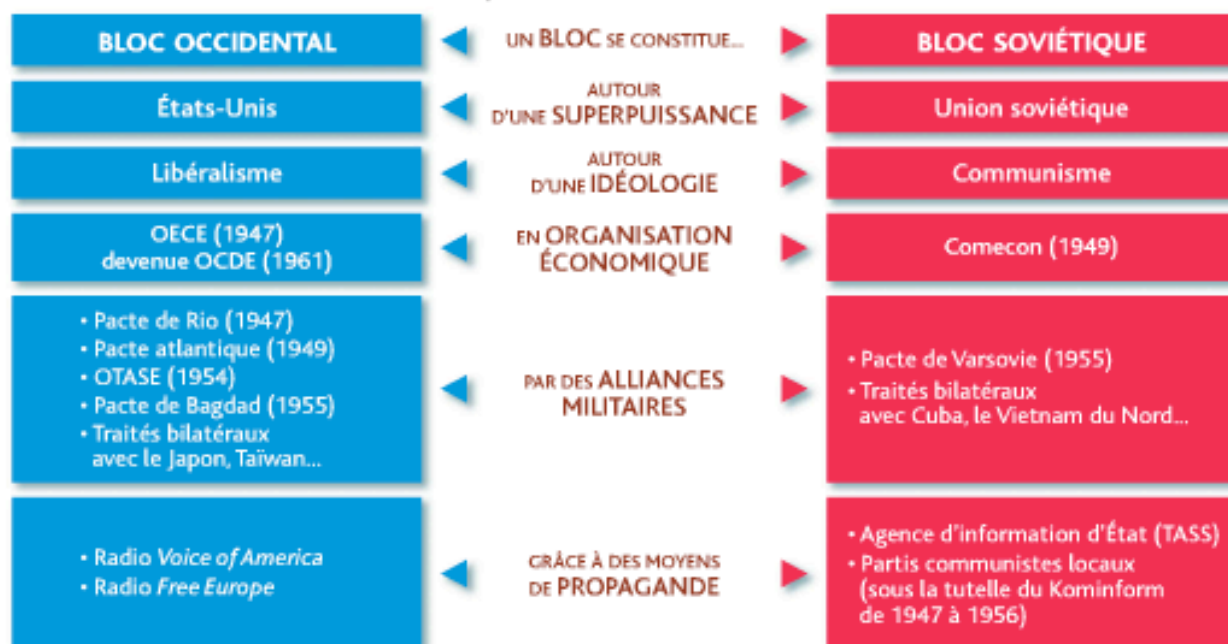 BLOC OCCIDENTAL
UN BLOC SE CONSTITUE...
BLOC SOVIÉTIQUE
États-Unis
AUTOUR
D'UNE SUPERPUISSANCE
Union soviétique
Libéralisme
AUTOUR
D'UNE IDÉOLOGIE
Communisme
OECE (1947)
devenue OCDE (1961)
EN ORGANISATION
ÉCONOMIQUE
Comecon (1949)
• Pacte de Rio (1947)
• Pacte atlantique (1949)
• OTASE (1954)
• Pacte de Bagdad (1955)
• Traités bilatéraux
avec le Japon, Taïwan...
PAR DES ALLIANCES
MILITAIRES
• Pacte de Varsovie (1955)
• Traités bilatéraux
avec Cuba, le Vietnam du Nord...
• Radio Voice of America
• Radio Free Europe
GRÂCE À DES MOYENS
DE PROPAGANDE
• Agence d'information d'État (TASS)
• Partis communistes locaux
(sous la tutelle du Kominform
de 1947 à 1956)